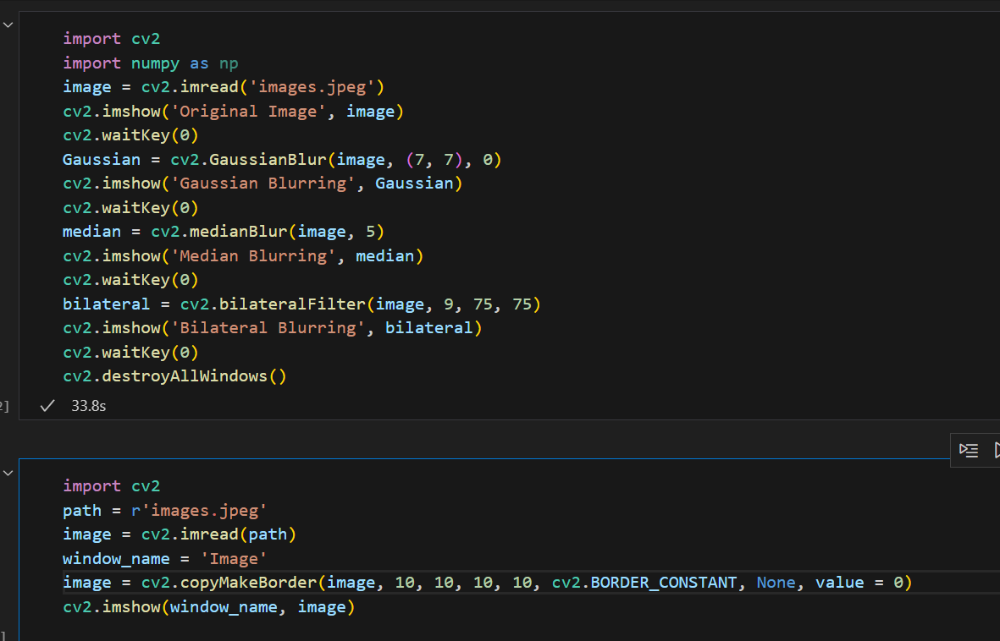 import cv2
import numpy as np
image = cv2.imread('images.jpeg')
cv2.imshow('Original Image', image)
cv2.waitKey(0)
Gaussian = cv2.GaussianBlur(image, (7, 7), 0)
cv2.imshow('Gaussian Blurring', Gaussian)
cv2.waitKey(0)
median = cv2.medianBlur(image, 5)
cv2.imshow('Median Blurring', median)
cv2.waitKey(0)
bilateral = cv2.bilateralFilter(image, 9, 75, 75)
cv2.imshow('Bilateral Blurring', bilateral)
cv2.waitKey(0)
cv2.destroyAllWindows()
2] 33.8s
import cv2
path = r'images.jpeg'
image = cv2.imread(path)
window_name = 'Image'
image = cv2.copyMakeBorder(image, 10, 10, 10, 10, cv2.BORDER_CONSTANT, None, value = 0)
cv2.imshow(window_name, image)
]